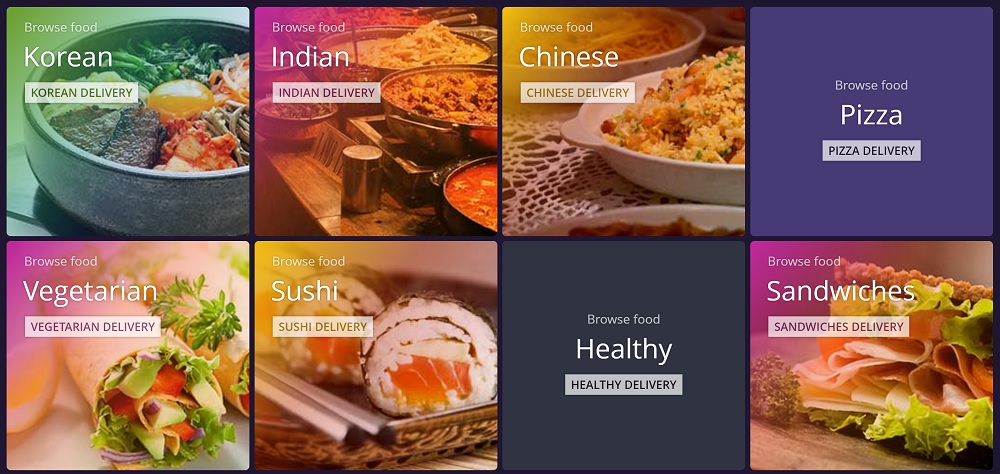 Browse food
Korean
KOREAN DELIVERY
Browse food
Indian
INDIAN DELIVERY
Browse food
Chinese
CHINESE DELIVERY
Browse food
Pizza
PIZZA DELIVERY
Browse food
Vegetarian
VEGETARIAN DELIVERY
Browse food
Sushi
SUSHI DELIVERY
Browse food
Healthy
HEALTHY DELIVERY
Browse food
Sandwiches
SANDWICHES DELIVERY